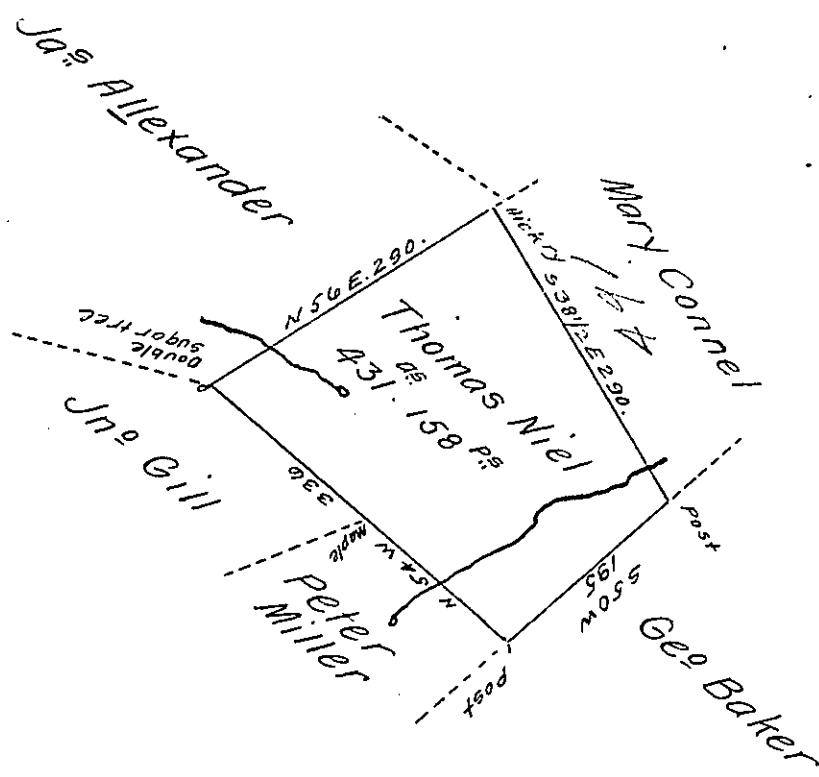 Jas Allexander
Mary Connel
Hickry
S 38 1/2 E 290.
N 56 E. 290.
Double
sugar tree
Thomas Niel
as
431. 158 ps
Jno Gill
336
maple
N 54 W
Peter
Miller
post
S 50 W
195
post
Geo Baker